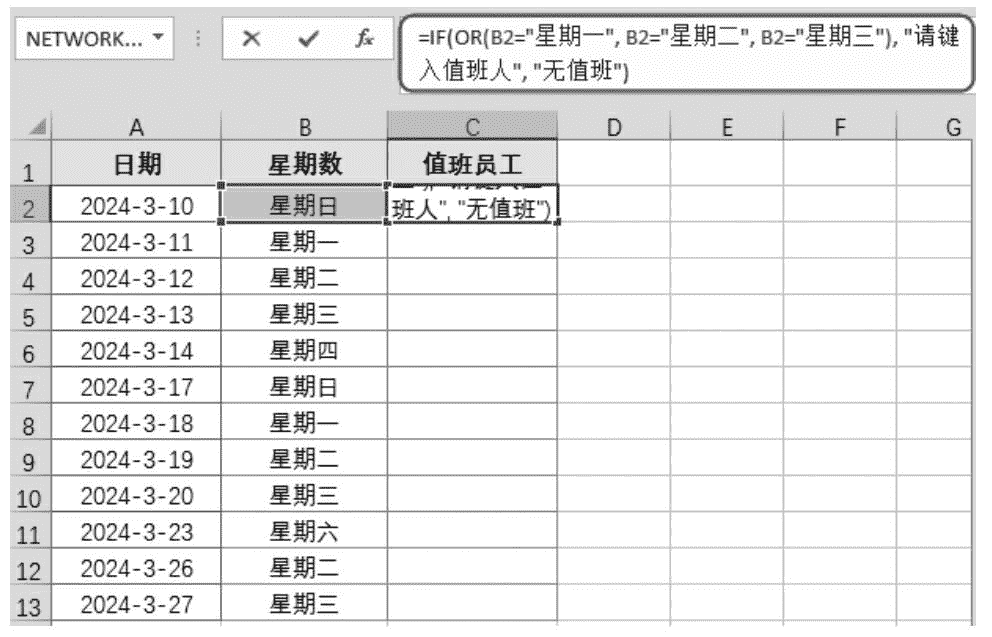 NETWORK... fx =IF(OR(B2="星期一", B2="星期二", B2="星期三"), "请键
入值班人", "无值班")
A B C D E F G
1 日期 星期数 值班员工
2 2024-3-10 星期日 班人", "无值班")
3 2024-3-11 星期一
4 2024-3-12 星期二
5 2024-3-13 星期三
6 2024-3-14 星期四
7 2024-3-17 星期日
8 2024-3-18 星期一
9 2024-3-19 星期二
10 2024-3-20 星期三
11 2024-3-23 星期六
12 2024-3-26 星期二
13 2024-3-27 星期三